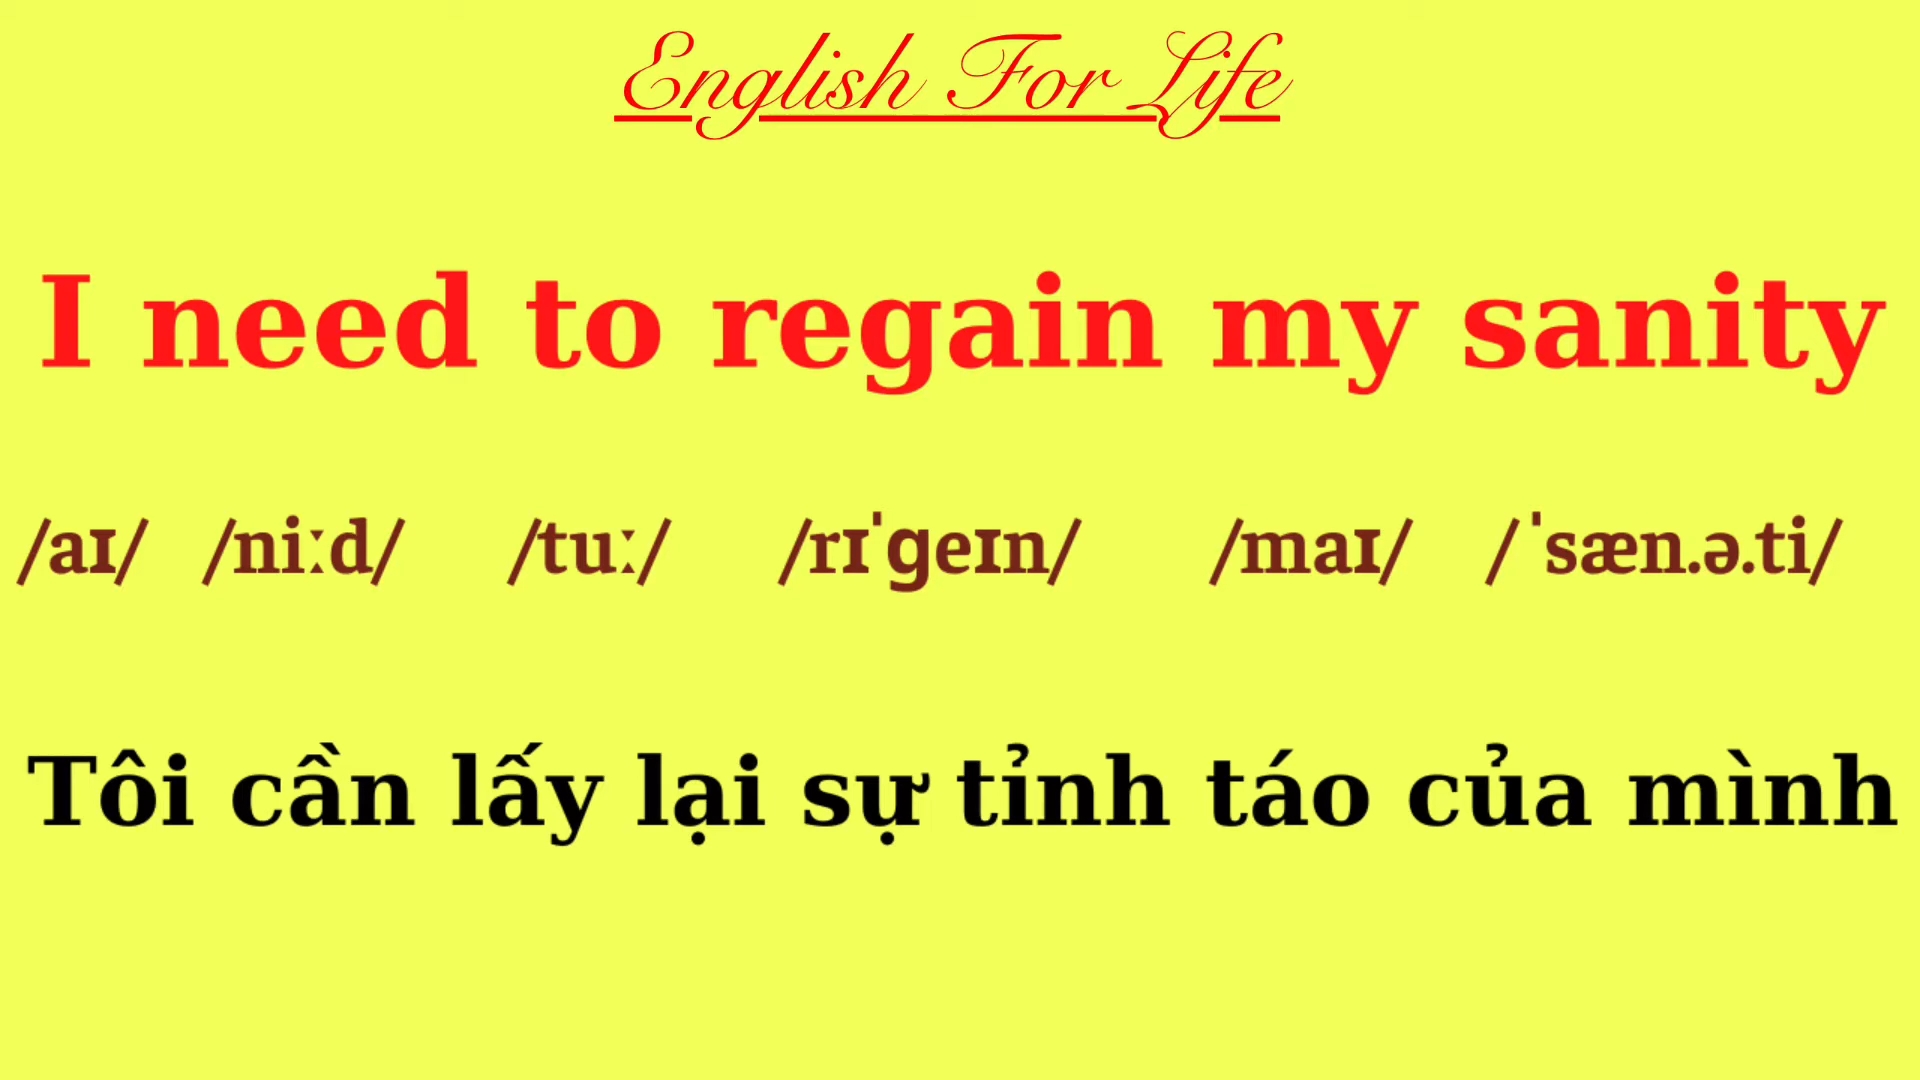 English For Life
I need to regain my sanity
/aɪ/ /niːd/ /tuː/ /rɪˈɡeɪn/ /maɪ/ /ˈsæn.ə.ti/
Tôi cần lấy lại sự tỉnh táo của mình